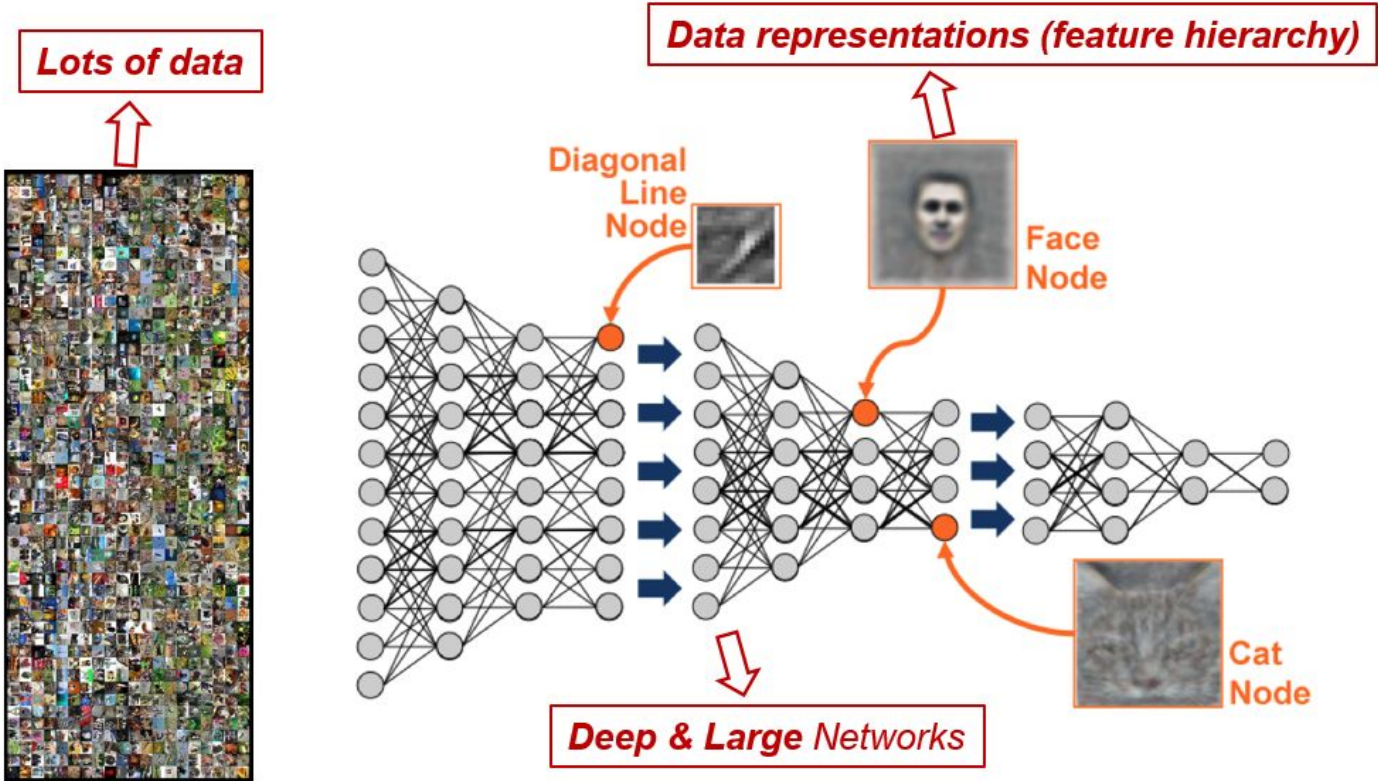 Lots of data
Data representations (feature hierarchy)
Diagonal
Line
Node
Face
Node
Cat
Node
Deep & Large Networks